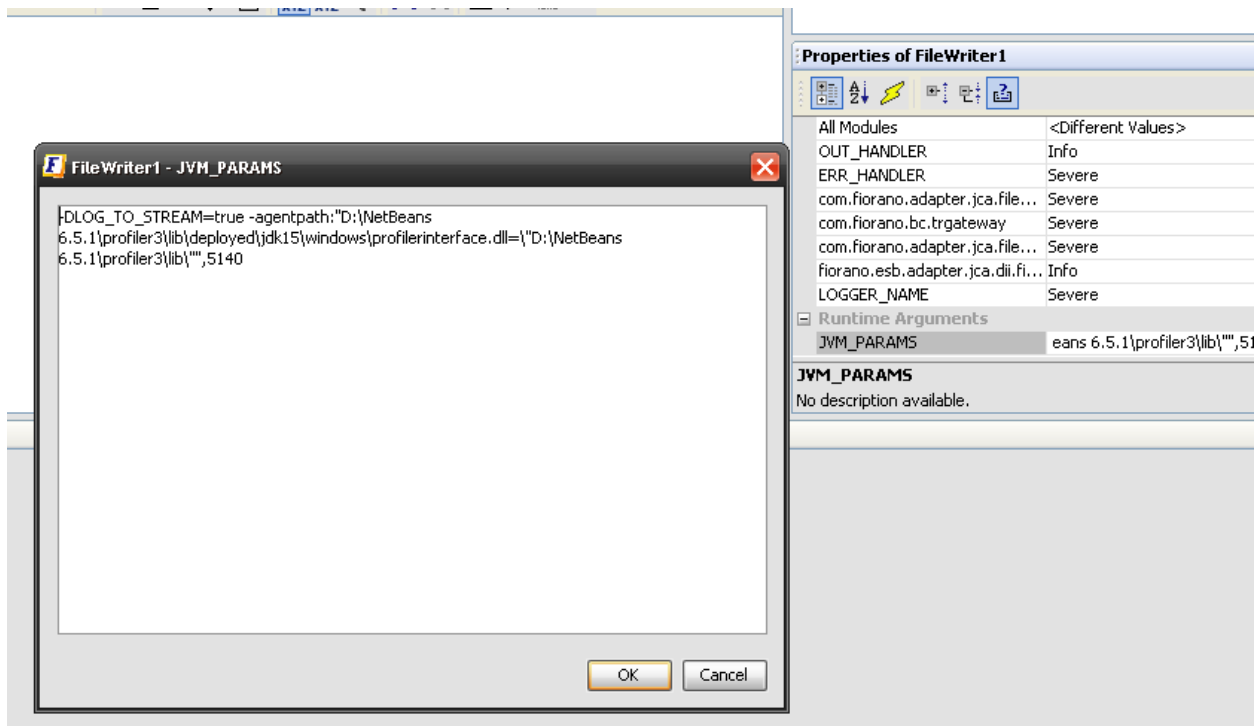 Properties of FileWriter1
All Modules <Different Values>
OUT_HANDLER Info
ERR_HANDLER Severe
com.fiorano.adapter.jca.file... Severe
com.fiorano.bc.trgateway Severe
com.fiorano.adapter.jca.file... Severe
fiorano.esb.adapter.jca.dii.fi... Info
LOGGER_NAME Severe
Runtime Arguments
JVM_PARAMS eans 6.5.1\profiler3\lib\"",51
JVM_PARAMS
No description available.
FileWriter1 - JVM_PARAMS
-DLOG_TO_STREAM=true -agentpath:"D:\NetBeans
6.5.1\profiler3\lib\deployed\jdk15\windows\profilerinterface.dll=\"D:\NetBeans
6.5.1\profiler3\lib\"",5140
OK Cancel